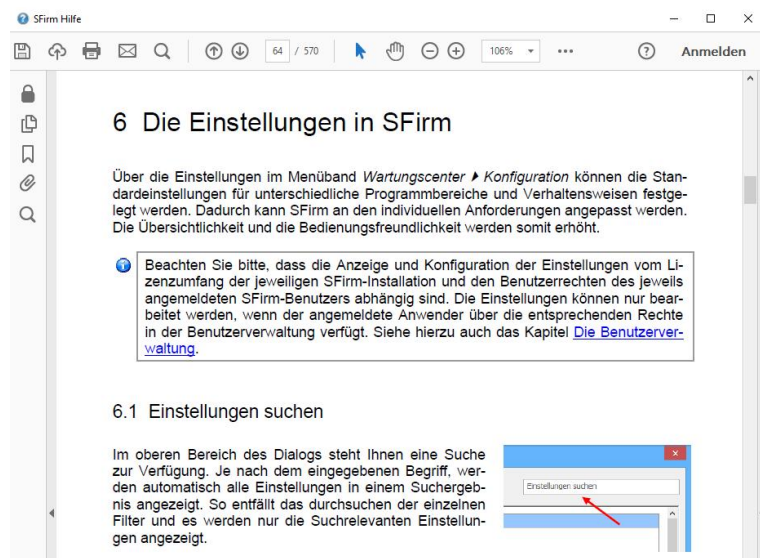 SFirm Hilfe
64 / 570
106%
Anmelden
6 Die Einstellungen in SFirm
Über die Einstellungen im Menüband Wartungscenter ▸ Konfiguration können die Stan-
dardeinstellungen für unterschiedliche Programmbereiche und Verhaltensweisen festge-
legt werden. Dadurch kann SFirm an den individuellen Anforderungen angepasst werden.
Die Übersichtlichkeit und die Bedienungsfreundlichkeit werden somit erhöht.
Beachten Sie bitte, dass die Anzeige und Konfiguration der Einstellungen vom Li-
zenzumfang der jeweiligen SFirm-Installation und den Benutzerrechten des jeweils
angemeldeten SFirm-Benutzers abhängig sind. Die Einstellungen können nur bear-
beitet werden, wenn der angemeldete Anwender über die entsprechenden Rechte
in der Benutzerverwaltung verfügt. Siehe hierzu auch das Kapitel Die Benutzerver-
waltung.
6.1 Einstellungen suchen
Im oberen Bereich des Dialogs steht Ihnen eine Suche
zur Verfügung. Je nach dem eingegebenen Begriff, wer-
den automatisch alle Einstellungen in einem Suchergeb-
nis angezeigt. So entfällt das durchsuchen der einzelnen
Filter und es werden nur die Suchrelevanten Einstellun-
gen angezeigt.
Einstellungen suchen